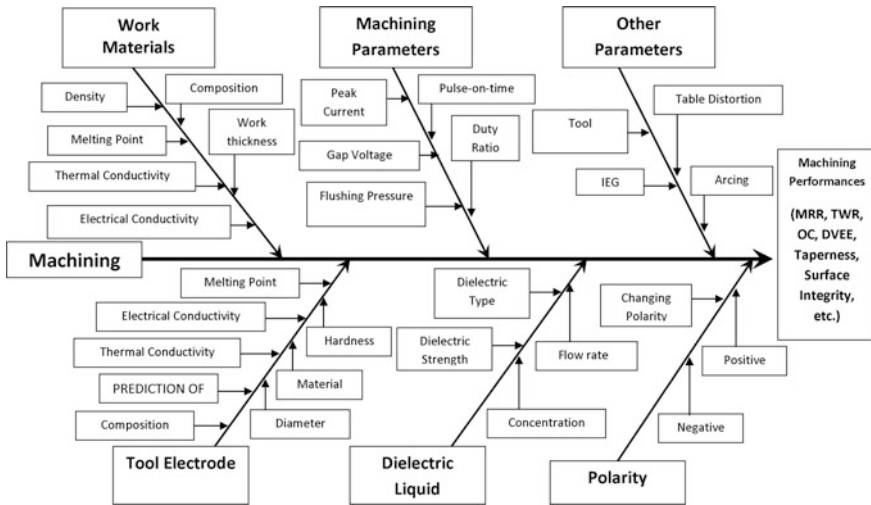 Work
Materials
Machining
Parameters
Other
Parameters
Composition
Density
Work
thickness
Melting Point
Thermal Conductivity
Electrical Conductivity
Peak
Current
Pulse-on-time
Duty
Ratio
Gap Voltage
Flushing Pressure
Table Distortion
Tool
IEG
Arcing
Machining
Machining
Performances
(MRR, TWR,
OC, DVEE,
Taperness,
Surface
Integrity,
etc.)
Melting Point
Electrical Conductivity
Hardness
Thermal Conductivity
Material
PREDICTION OF
Diameter
Composition
Tool Electrode
Dielectric
Type
Dielectric
Strength
Flow rate
Concentration
Dielectric
Liquid
Changing
Polarity
Positive
Negative
Polarity